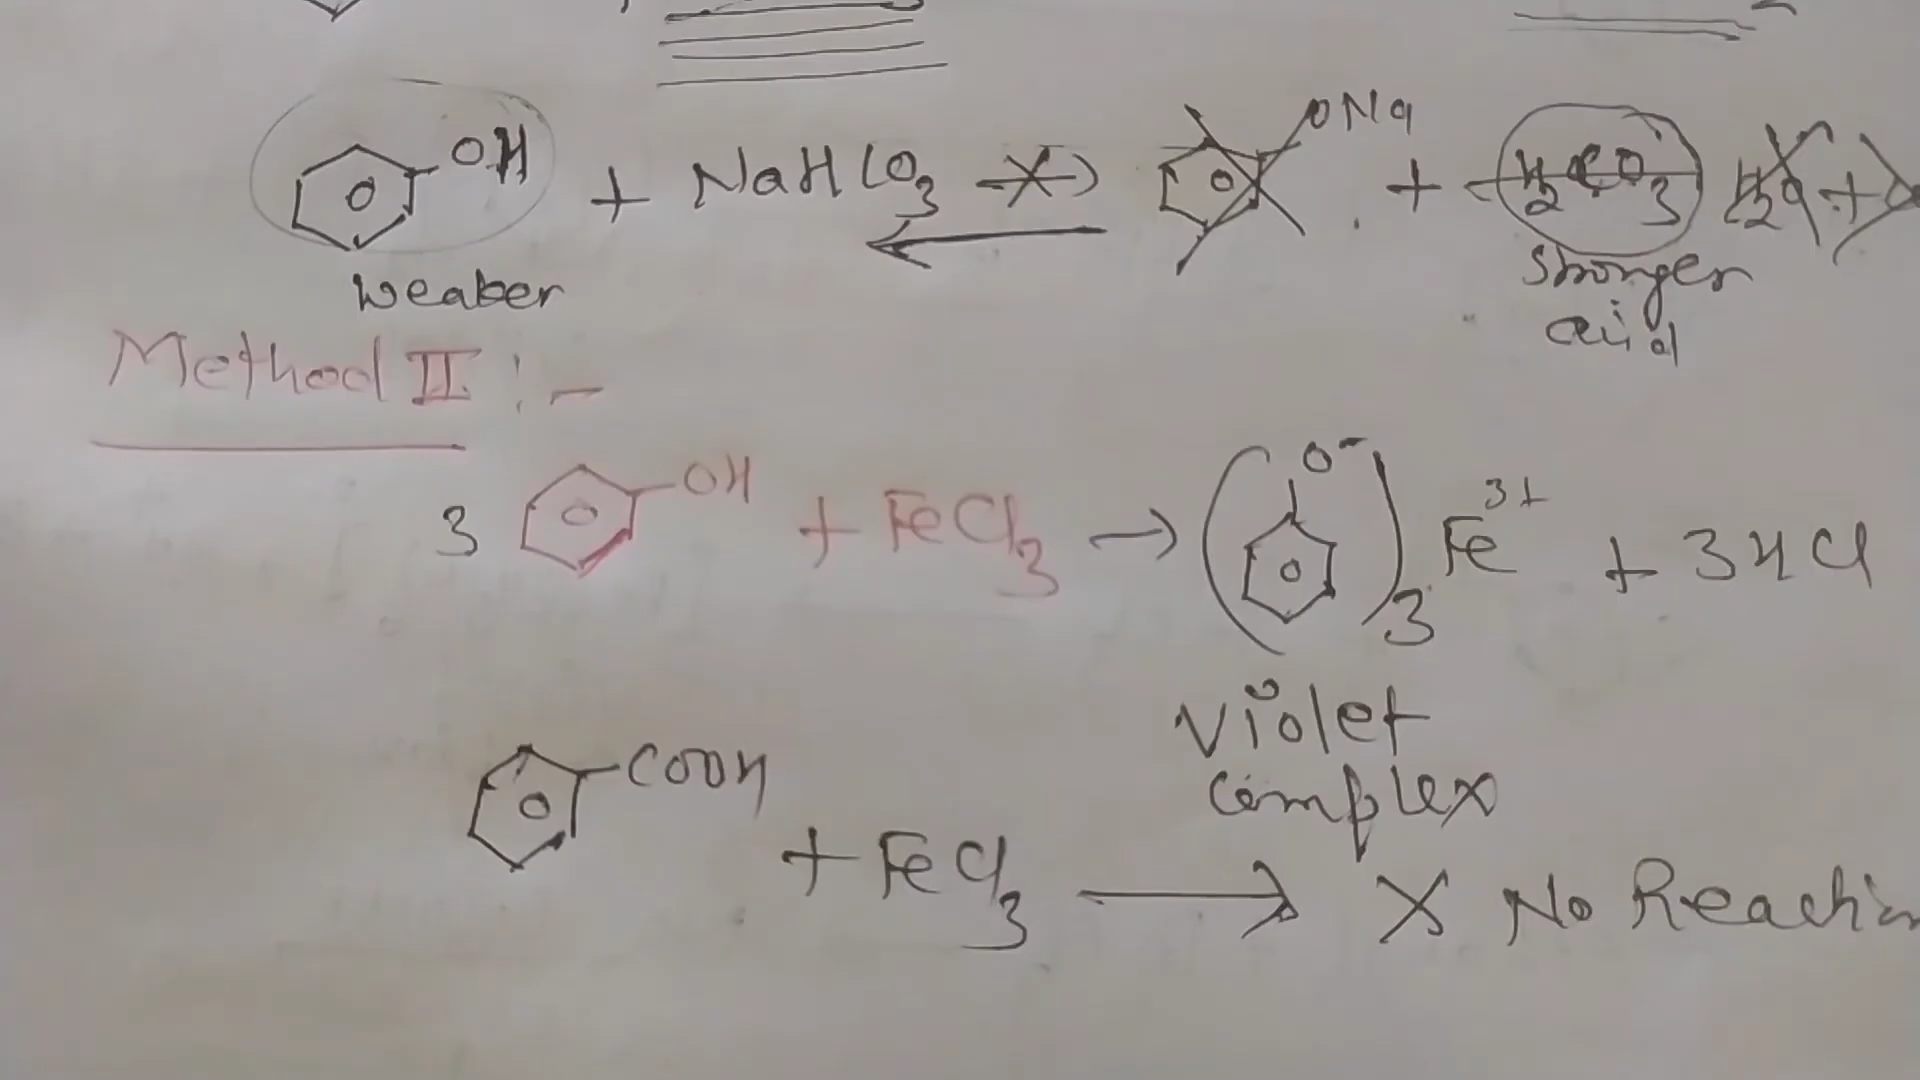 OH + NaHCO3 ONa + H2CO3 H2O +
weaker stronger
acid
Method II :-
3 OH + FeCl3 → ( O- )3 Fe3+ + 3HCl
Violet
complex
COOH + FeCl3 → X No Reaction